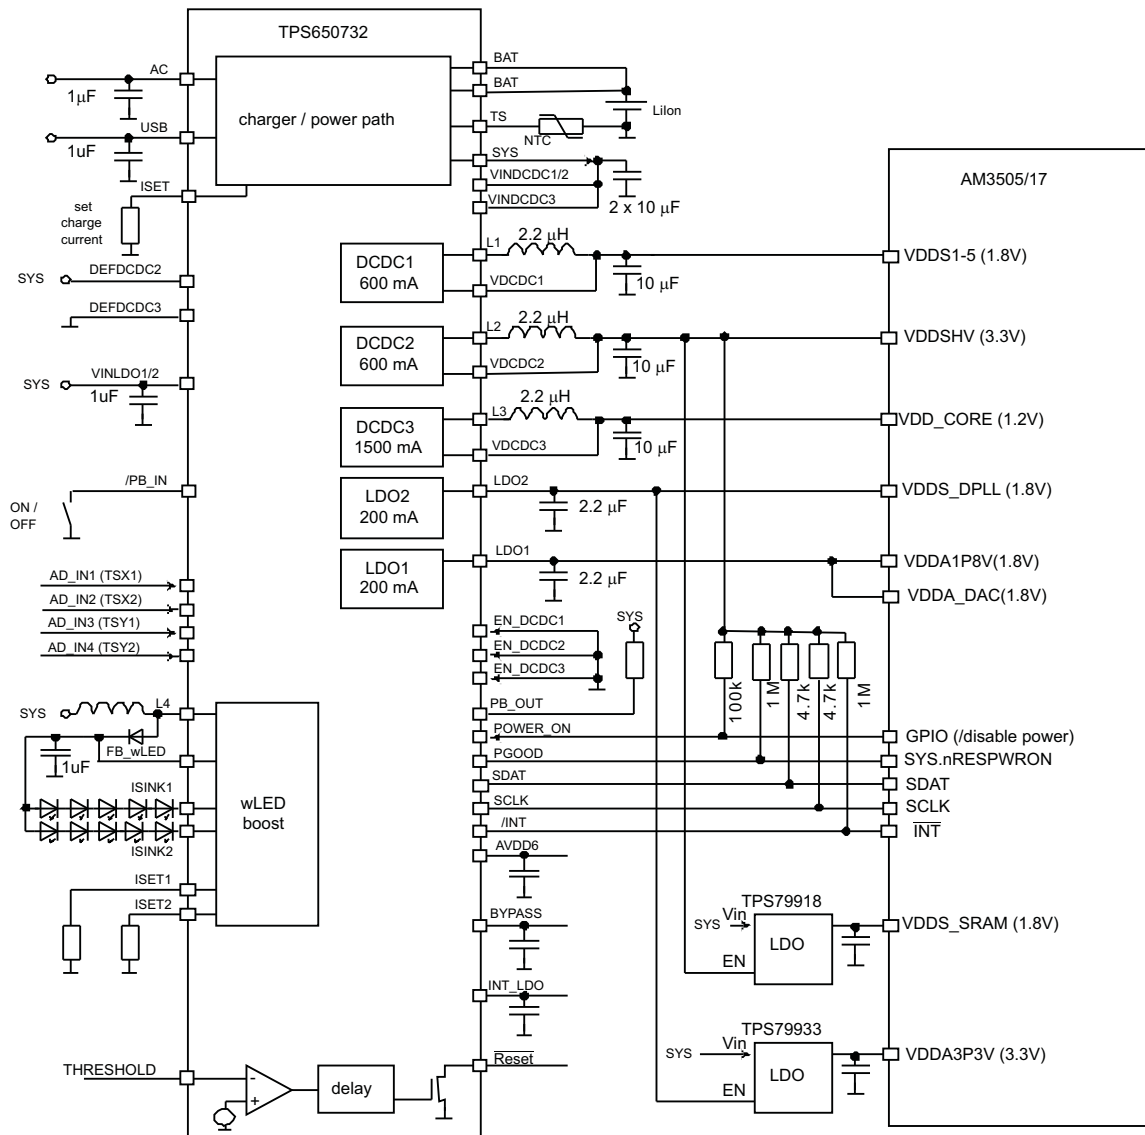 TPS650732
AC
1μF
USB
1uF
ISET
set
charge
current
charger / power path
BAT
BAT
TS
NTC
LiIon
SYS
VINDCDC1/2
VINDCDC3
2 x 10 μF
AM3505/17
SYS
DEFDCDC2
DEFDCDC3
SYS
VINLDO1/2
1uF
DCDC1
600 mA
L1
2.2 μH
VDCDC1
10 μF
VDDS1-5 (1.8V)
DCDC2
600 mA
L2
2.2 μH
VDCDC2
10 μF
VDDSHV (3.3V)
DCDC3
1500 mA
L3
2.2 μH
VDCDC3
10 μF
VDD_CORE (1.2V)
/PB_IN
ON /
OFF
LDO2
200 mA
LDO2
2.2 μF
VDDS_DPLL (1.8V)
LDO1
200 mA
LDO1
2.2 μF
VDDA1P8V(1.8V)
VDDA_DAC(1.8V)
AD_IN1 (TSX1)
AD_IN2 (TSX2)
AD_IN3 (TSY1)
AD_IN4 (TSY2)
EN_DCDC1
EN_DCDC2
EN_DCDC3
SYS
PB_OUT
100k
1M
4.7k
4.7k
1M
POWER_ON
GPIO (/disable power)
PGOOD
SYS.nRESPWRON
SDAT
SDAT
SCLK
SCLK
/INT
INT
SYS
L4
FB_wLED
1uF
ISINK1
ISINK2
wLED
boost
ISET1
ISET2
AVDD6
BYPASS
INT_LDO
Reset
TPS79918
SYS
Vin
LDO
EN
VDDS_SRAM (1.8V)
TPS79933
SYS
Vin
LDO
EN
VDDA3P3V (3.3V)
THRESHOLD
-
+
delay